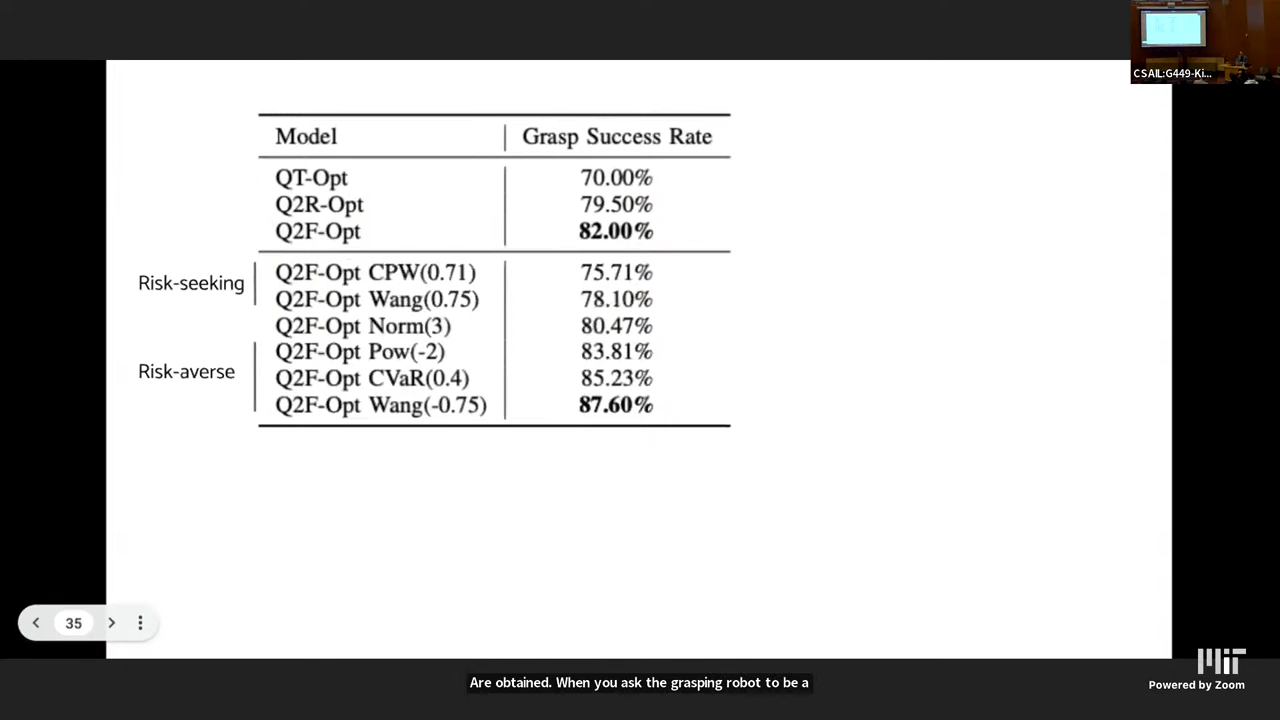 CSAIL:G449-Ki...
Model Grasp Success Rate
QT-Opt 70.00%
Q2R-Opt 79.50%
Q2F-Opt 82.00%
Risk-seeking
Q2F-Opt CPW(0.71) 75.71%
Q2F-Opt Wang(0.75) 78.10%
Q2F-Opt Norm(3) 80.47%
Risk-averse
Q2F-Opt Pow(-2) 83.81%
Q2F-Opt CVaR(0.4) 85.23%
Q2F-Opt Wang(-0.75) 87.60%
35
MIT
Powered by Zoom
Are obtained. When you ask the grasping robot to be a